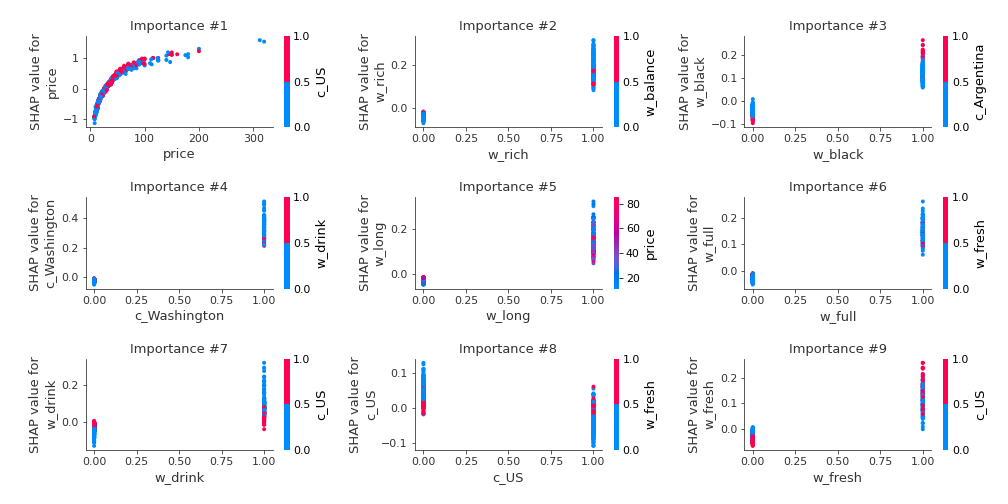 Importance #1
SHAP value for
price
1
0
−1
0
100
200
300
price
1.0
0.5
0.0
c_US
Importance #2
SHAP value for
w_rich
0.2
0.0
0.00
0.25
0.50
0.75
1.00
w_rich
1.0
0.5
0.0
w_balance
Importance #3
SHAP value for
w_black
0.2
0.1
0.0
−0.1
0.00
0.25
0.50
0.75
1.00
w_black
1.0
0.5
0.0
c_Argentina
Importance #4
SHAP value for
c_Washington
0.4
0.2
0.0
0.00
0.25
0.50
0.75
1.00
c_Washington
1.0
0.5
0.0
w_drink
Importance #5
SHAP value for
w_long
0.2
0.0
0.00
0.25
0.50
0.75
1.00
w_long
80
60
40
20
price
Importance #6
SHAP value for
w_full
0.2
0.1
0.0
0.00
0.25
0.50
0.75
1.00
w_full
1.0
0.5
0.0
w_fresh
Importance #7
SHAP value for
w_drink
0.2
0.0
0.00
0.25
0.50
0.75
1.00
w_drink
1.0
0.5
0.0
c_US
Importance #8
SHAP value for
c_US
0.1
0.0
−0.1
0.00
0.25
0.50
0.75
1.00
c_US
1.0
0.5
0.0
w_fresh
Importance #9
SHAP value for
w_fresh
0.2
0.1
0.0
0.00
0.25
0.50
0.75
1.00
w_fresh
1.0
0.5
0.0
c_US